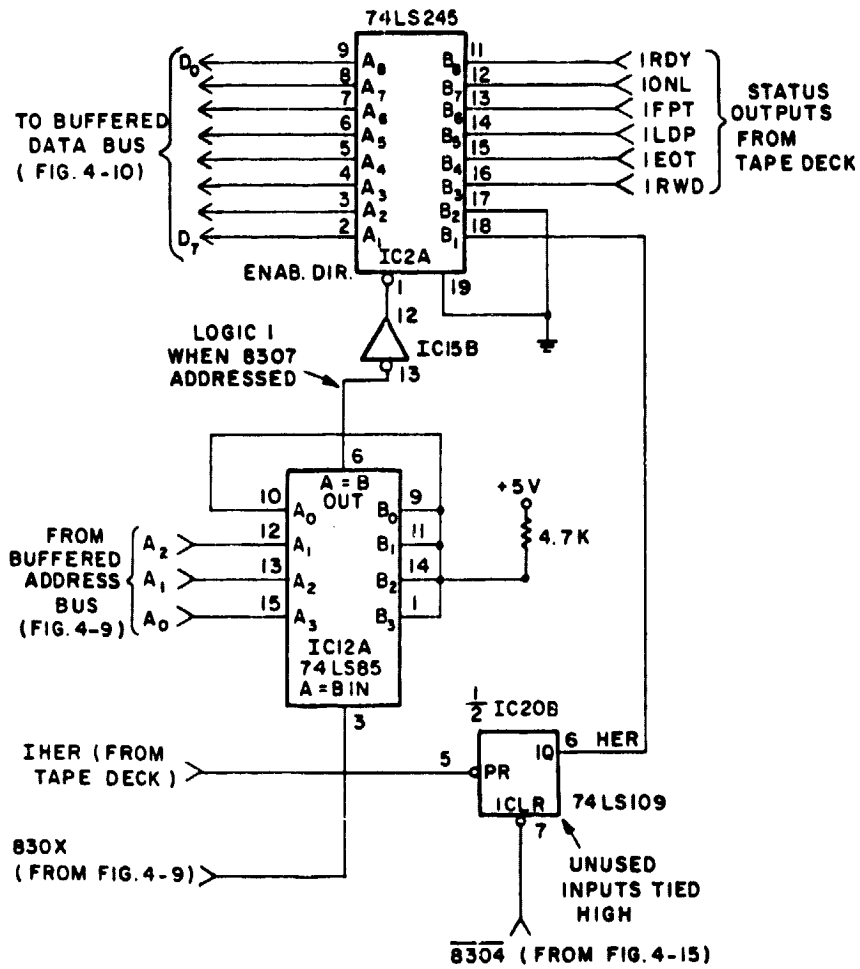 74LS245
9 A8 B8 11
8 A7 B7 12
7 A6 B6 13
6 A5 B5 14
5 A4 B4 15
4 A3 B3 16
3 A2 B2 17
2 A1 B1 18
D0
D7
TO BUFFERED
DATA BUS
( FIG. 4-10)
IRDY
IONL
IFPT
ILDP
IEOT
IRWD
STATUS
OUTPUTS
FROM
TAPE DECK
IC2A
ENAB. DIR.
1
19
12
IC15B
13
LOGIC 1
WHEN 8307
ADDRESSED
6
A = B
OUT
10 A0 B0 9
12 A1 B1 11
13 A2 B2 14
15 A3 B3 1
FROM
BUFFERED
ADDRESS
BUS
(FIG. 4-9)
A2
A1
A0
+5V
4.7K
IC12A
74LS85
A = B IN
3
1/2 IC20B
IHER (FROM
TAPE DECK)
5
PR
1Q
6 HER
1CLR
7
74LS109
830X
(FROM FIG. 4-9)
UNUSED
INPUTS TIED
HIGH
8304 (FROM FIG. 4-15)